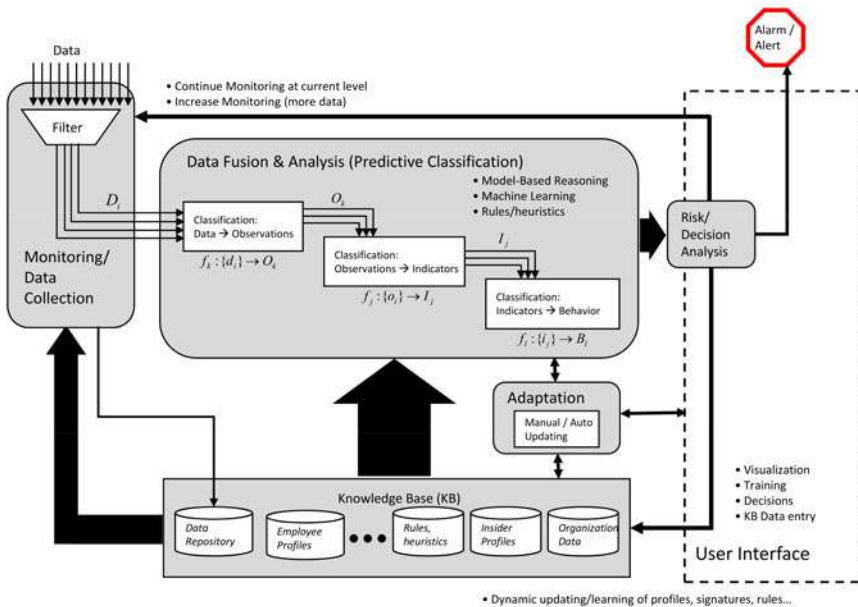 Data
Filter
D_i
Monitoring/
Data
Collection
• Continue Monitoring at current level
• Increase Monitoring (more data)
Alarm /
Alert
Data Fusion & Analysis (Predictive Classification)
• Model-Based Reasoning
• Machine Learning
• Rules/heuristics
Classification:
Data → Observations
f_k : {d_i} → O_k
O_k
Classification:
Observations → Indicators
f_j : {o_i} → I_j
I_j
Classification:
Indicators → Behavior
f_l : {i_j} → B_l
Risk/
Decision
Analysis
Adaptation
Manual / Auto
Updating
Knowledge Base (KB)
Data
Repository
Employee
Profiles
Rules,
heuristics
Insider
Profiles
Organization
Data
• Visualization
• Training
• Decisions
• KB Data entry
User Interface
• Dynamic updating/learning of profiles, signatures, rules...